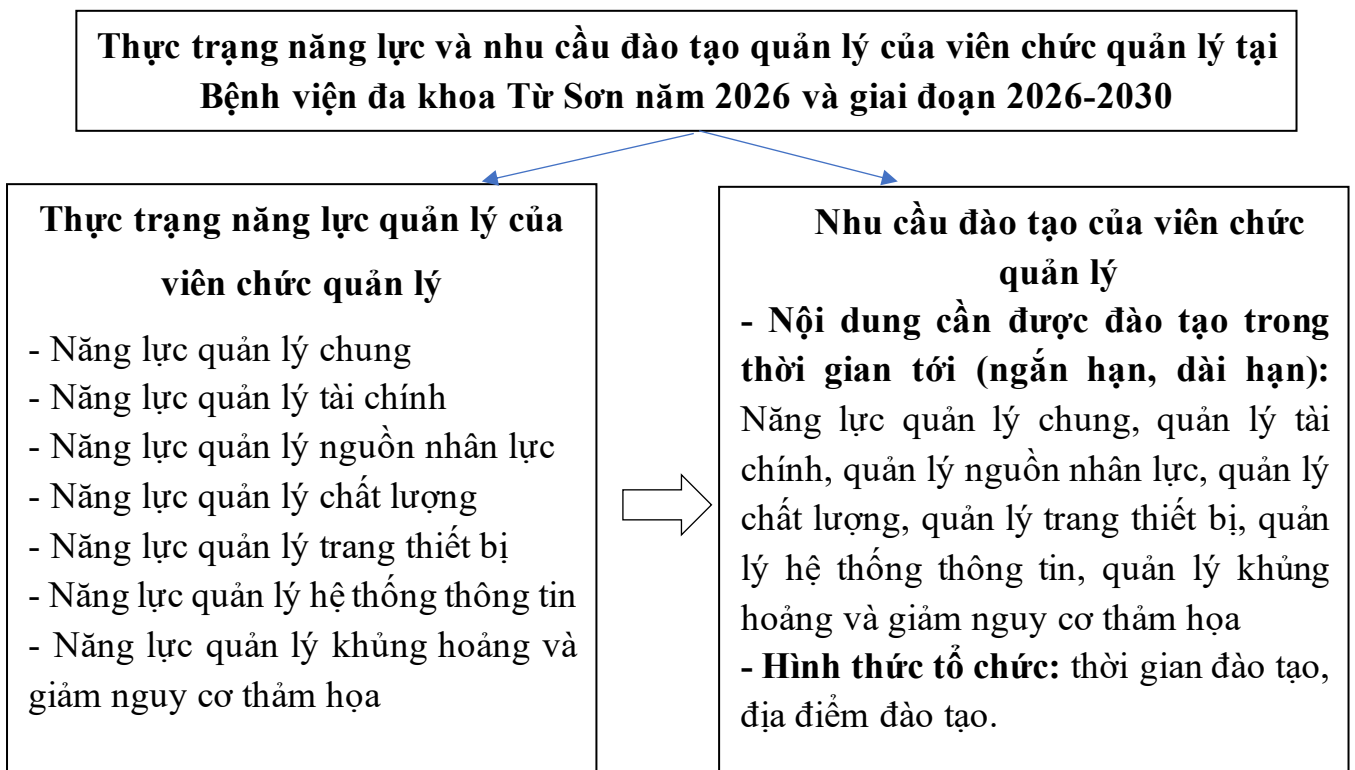 Thực trạng năng lực và nhu cầu đào tạo quản lý của viên chức quản lý tại
Bệnh viện đa khoa Từ Sơn năm 2026 và giai đoạn 2026-2030
Thực trạng năng lực quản lý của
viên chức quản lý
- Năng lực quản lý chung
- Năng lực quản lý tài chính
- Năng lực quản lý nguồn nhân lực
- Năng lực quản lý chất lượng
- Năng lực quản lý trang thiết bị
- Năng lực quản lý hệ thống thông tin
- Năng lực quản lý khủng hoảng và
giảm nguy cơ thảm họa
Nhu cầu đào tạo của viên chức
quản lý
- Nội dung cần được đào tạo trong
thời gian tới (ngắn hạn, dài hạn):
Năng lực quản lý chung, quản lý tài
chính, quản lý nguồn nhân lực, quản lý
chất lượng, quản lý trang thiết bị, quản
lý hệ thống thông tin, quản lý khủng
hoảng và giảm nguy cơ thảm họa
- Hình thức tổ chức: thời gian đào tạo,
địa điểm đào tạo.